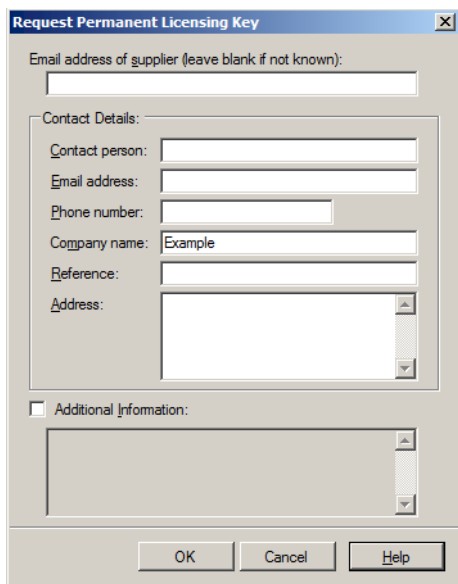 Request Permanent Licensing Key
Email address of supplier (leave blank if not known):
Contact Details:
Contact person:
Email address:
Phone number:
Company name: Example
Reference:
Address:
Additional Information:
OK Cancel Help